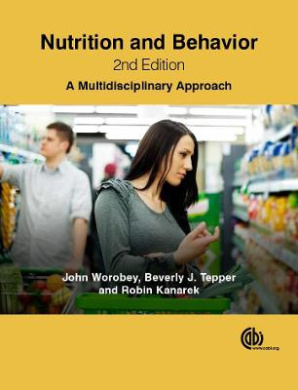 Nutrition and Behavior
2nd Edition
A Multidisciplinary Approach
John Worobey, Beverly J. Tepper
and Robin Kanarek
cabi
www.cabi.org